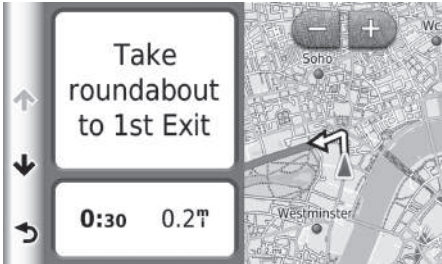 Take
roundabout
to 1st Exit
0:30 0.2mi
Soho
Westminster